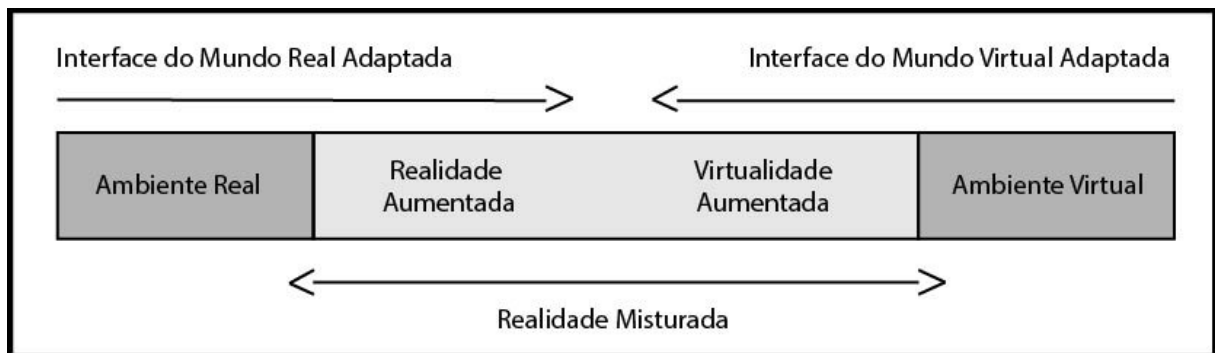 Interface do Mundo Real Adaptada
Interface do Mundo Virtual Adaptada
Ambiente Real
Realidade
Aumentada
Virtualidade
Aumentada
Ambiente Virtual
Realidade Misturada